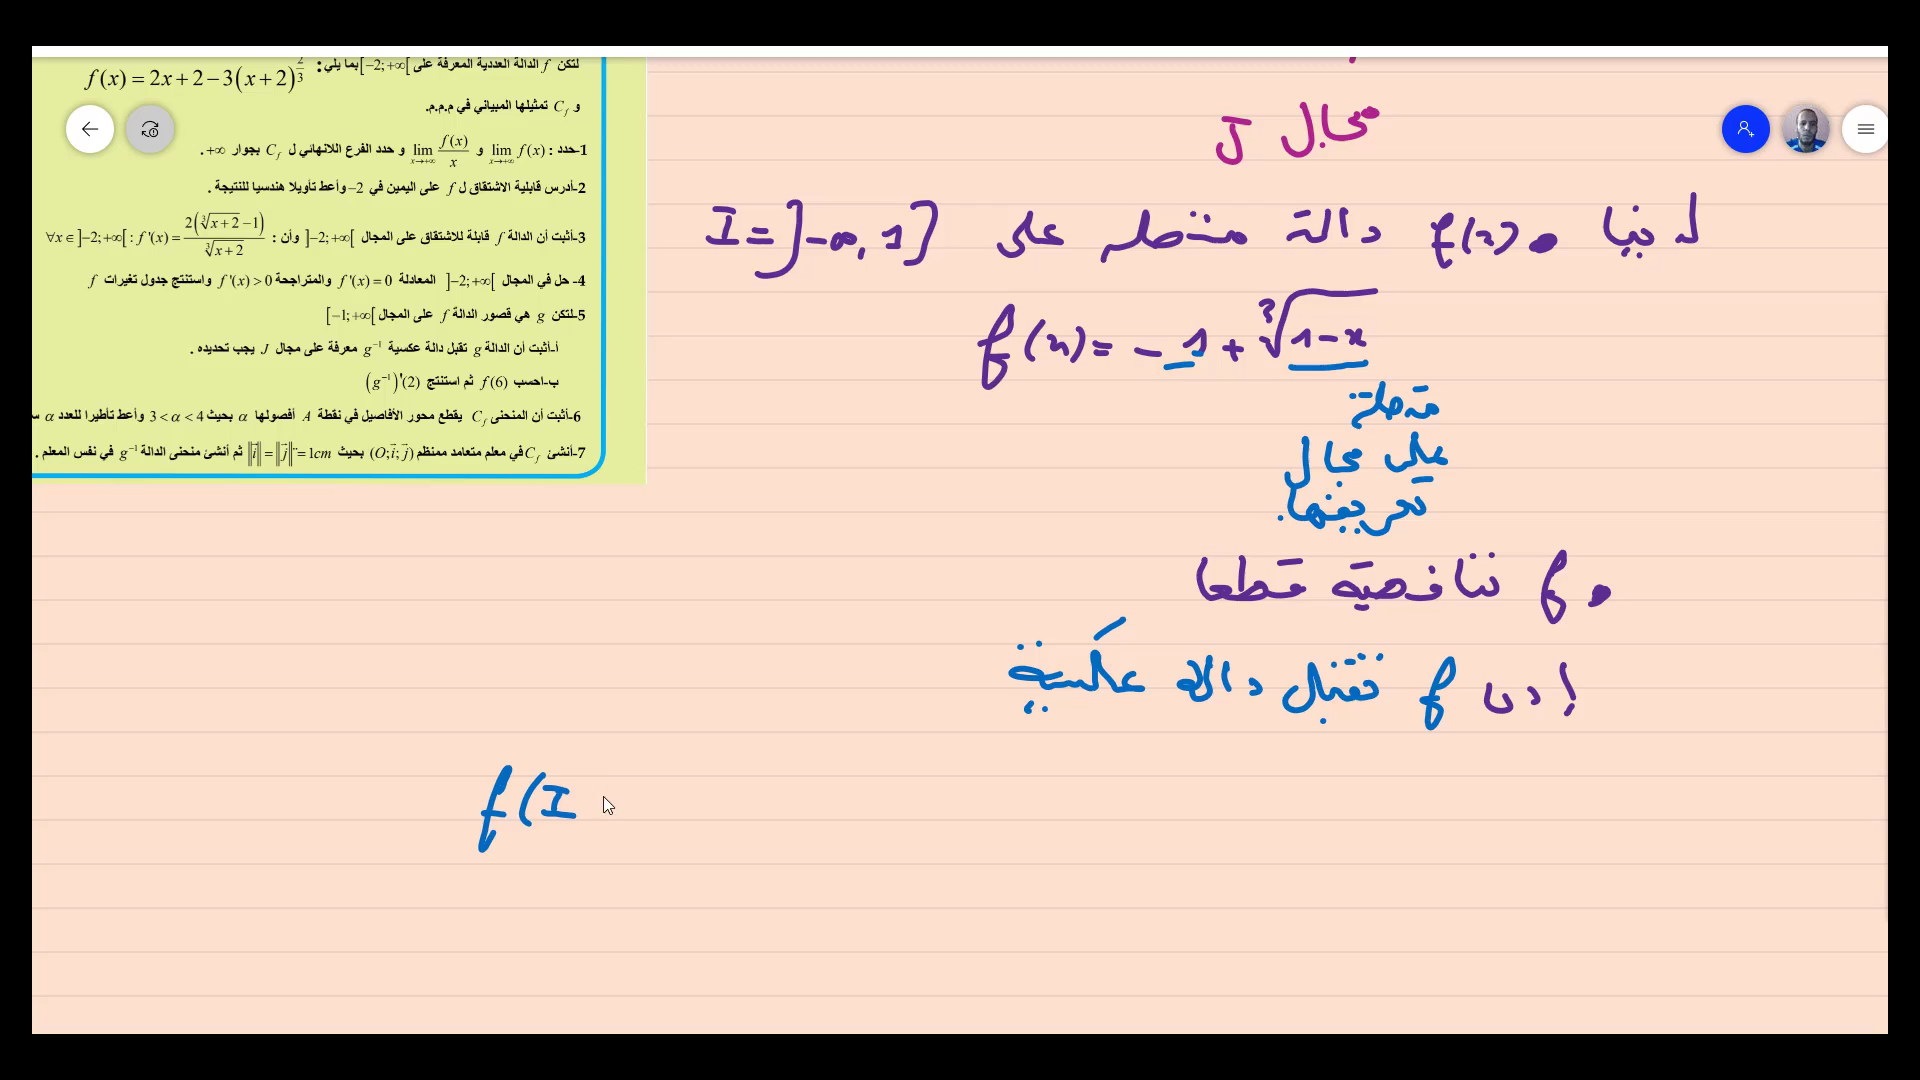 لتكن f الدالة العددية المعرفة على [-2;+∞[ بما يلي: f(x) = 2x+2-3(x+2)^{2/3}
و C_f تمثيلها المبياني في م.م.م.
1-حدد : lim_{x→+∞} f(x) و lim_{x→+∞} f(x)/x و حدد الفرع اللانهائي ل C_f بجوار +∞ .
2-أدرس قابلية الاشتقاق ل f على اليمين في -2 وأعط تأويلا هندسيا للنتيجة .
3-أثبت أن الدالة f قابلة للاشتقاق على المجال ]-2;+∞[ وأن : ∀x∈]-2;+∞[ : f'(x) = 2(∛(x+2) -1)/∛(x+2)
4- حل في المجال ]-2;+∞[ المعادلة f'(x)=0 والمتراجحة f'(x)>0 واستنتج جدول تغيرات f
5-لتكن g هي قصور الدالة f على المجال [-1;+∞[
أ-أثبت أن الدالة g تقبل دالة عكسية g⁻¹ معرفة على مجال J يجب تحديده .
ب-احسب f(6) ثم استنتج (g⁻¹)'(2)
6-أثبت أن المنحنى C_f يقطع محور الأفاصيل في نقطة A أفصولها α بحيث 3<α<4 وأعط تأطيرا للعدد α
7-أنشئ C_f في معلم متعامد ممنظم (O;i;j) بحيث ‖i‖=‖j‖=1cm ثم أنشئ منحنى الدالة g⁻¹ في نفس المعلم .
مجال J
لدينا • f(x) دالة متصلة على I = ]-∞, 1]
f(x) = -1 + ∛(1-x)
متصلة
على مجال
تعريفها.
• f تناقصية قطعا
إذن f تقبل دالة عكسية
f(I